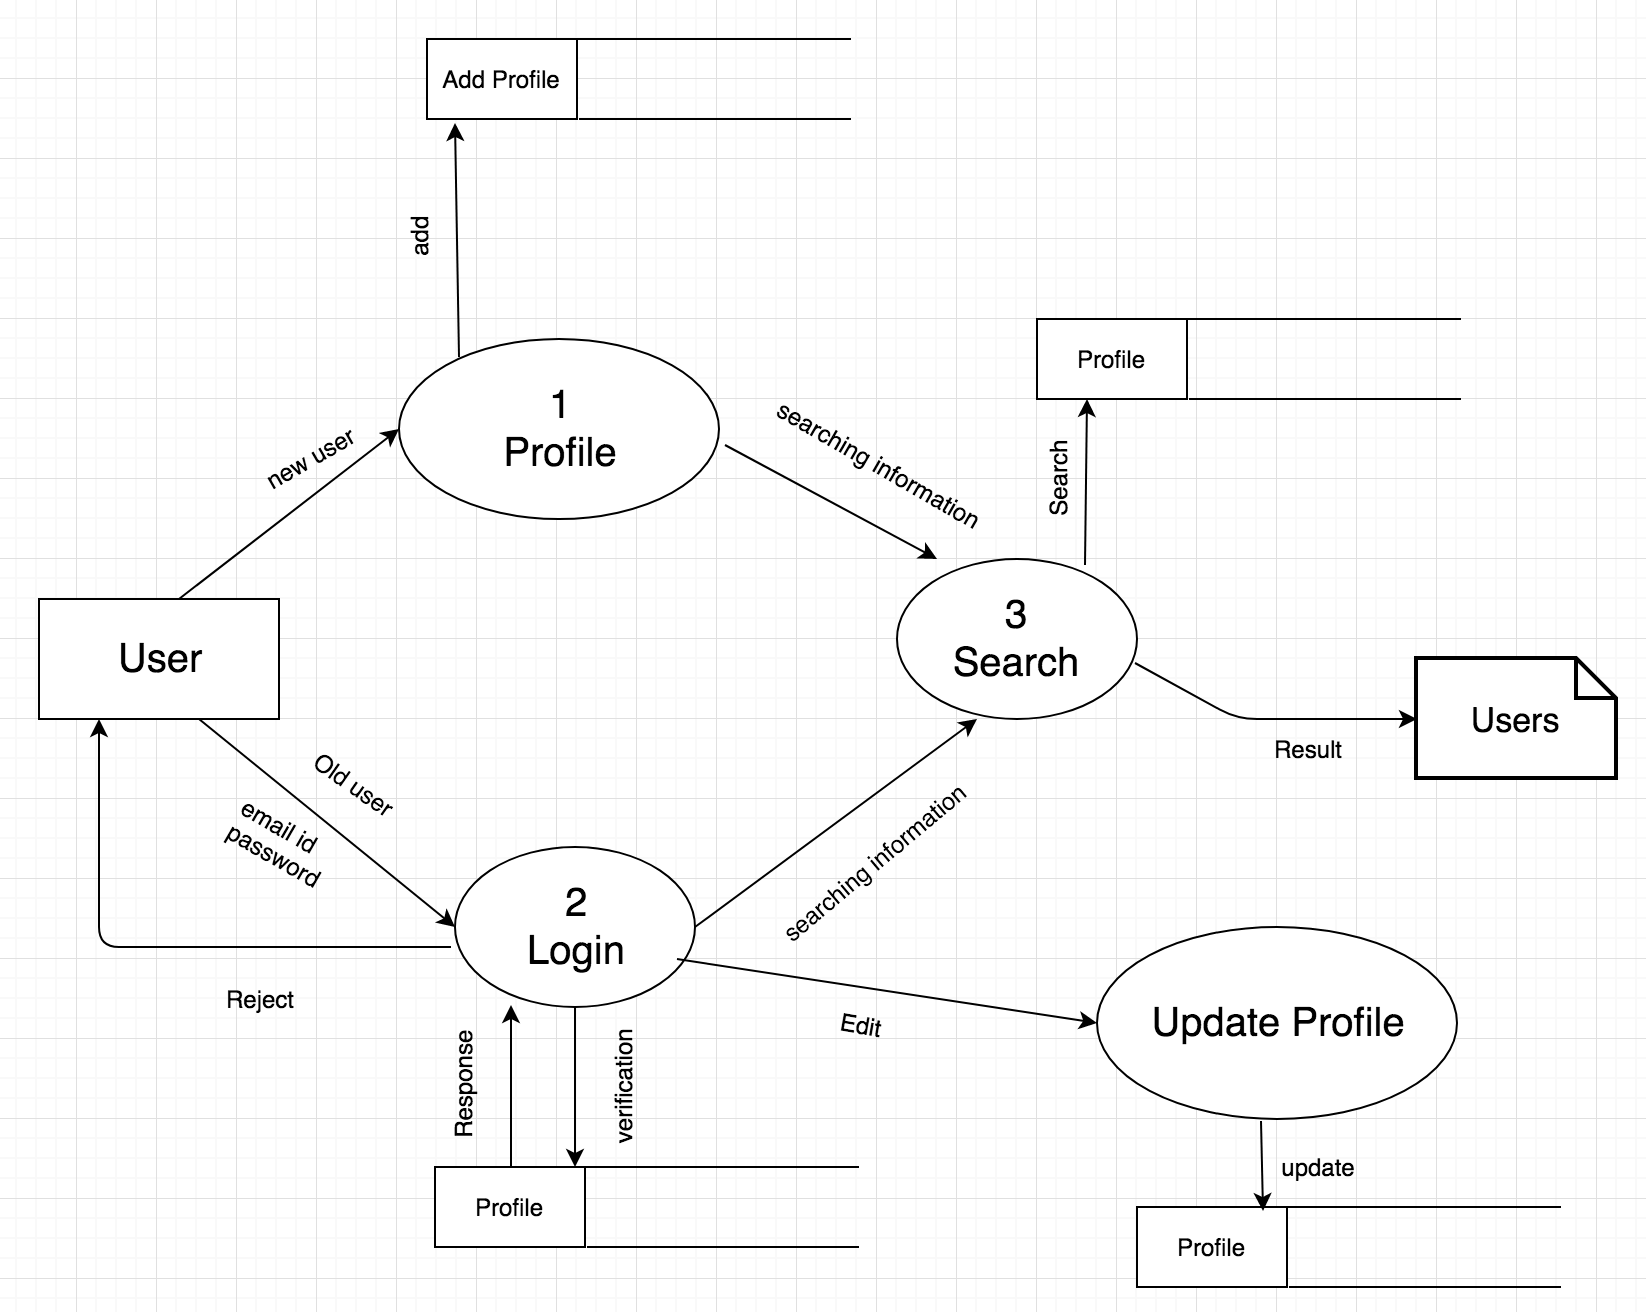 Add Profile
add
1
Profile
new user
searching information
Profile
Search
3
Search
User
Users
Result
Old user
email id
password
searching information
2
Login
Reject
Edit
Update Profile
Response
verification
update
Profile
Profile